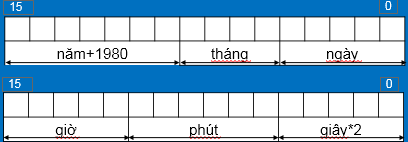 15 0
năm+1980 tháng ngày
15 0
giờ phút giây*2